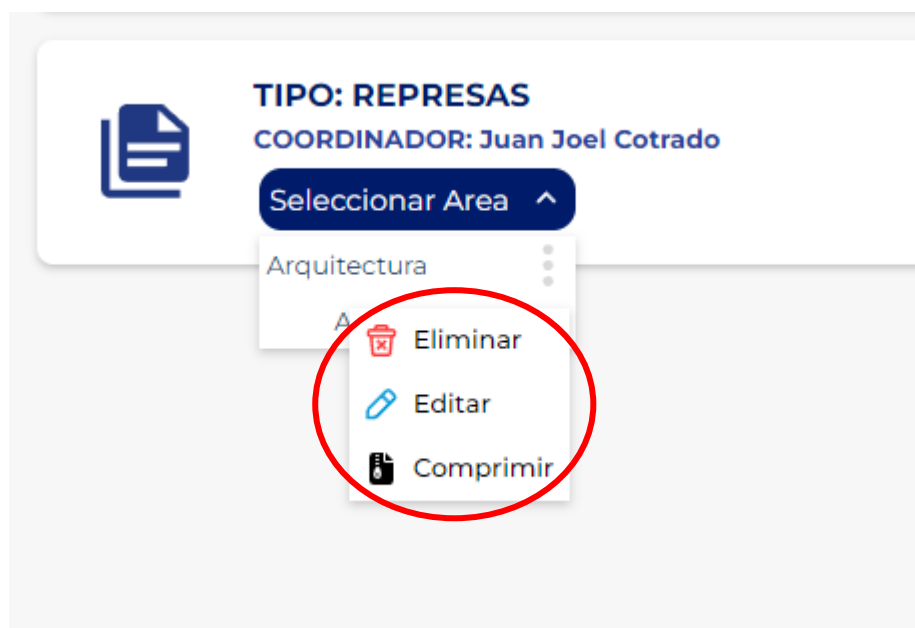 TIPO: REPRESAS
COORDINADOR: Juan Joel Cotrado
Seleccionar Area
Arquitectura
Eliminar
Editar
Comprimir